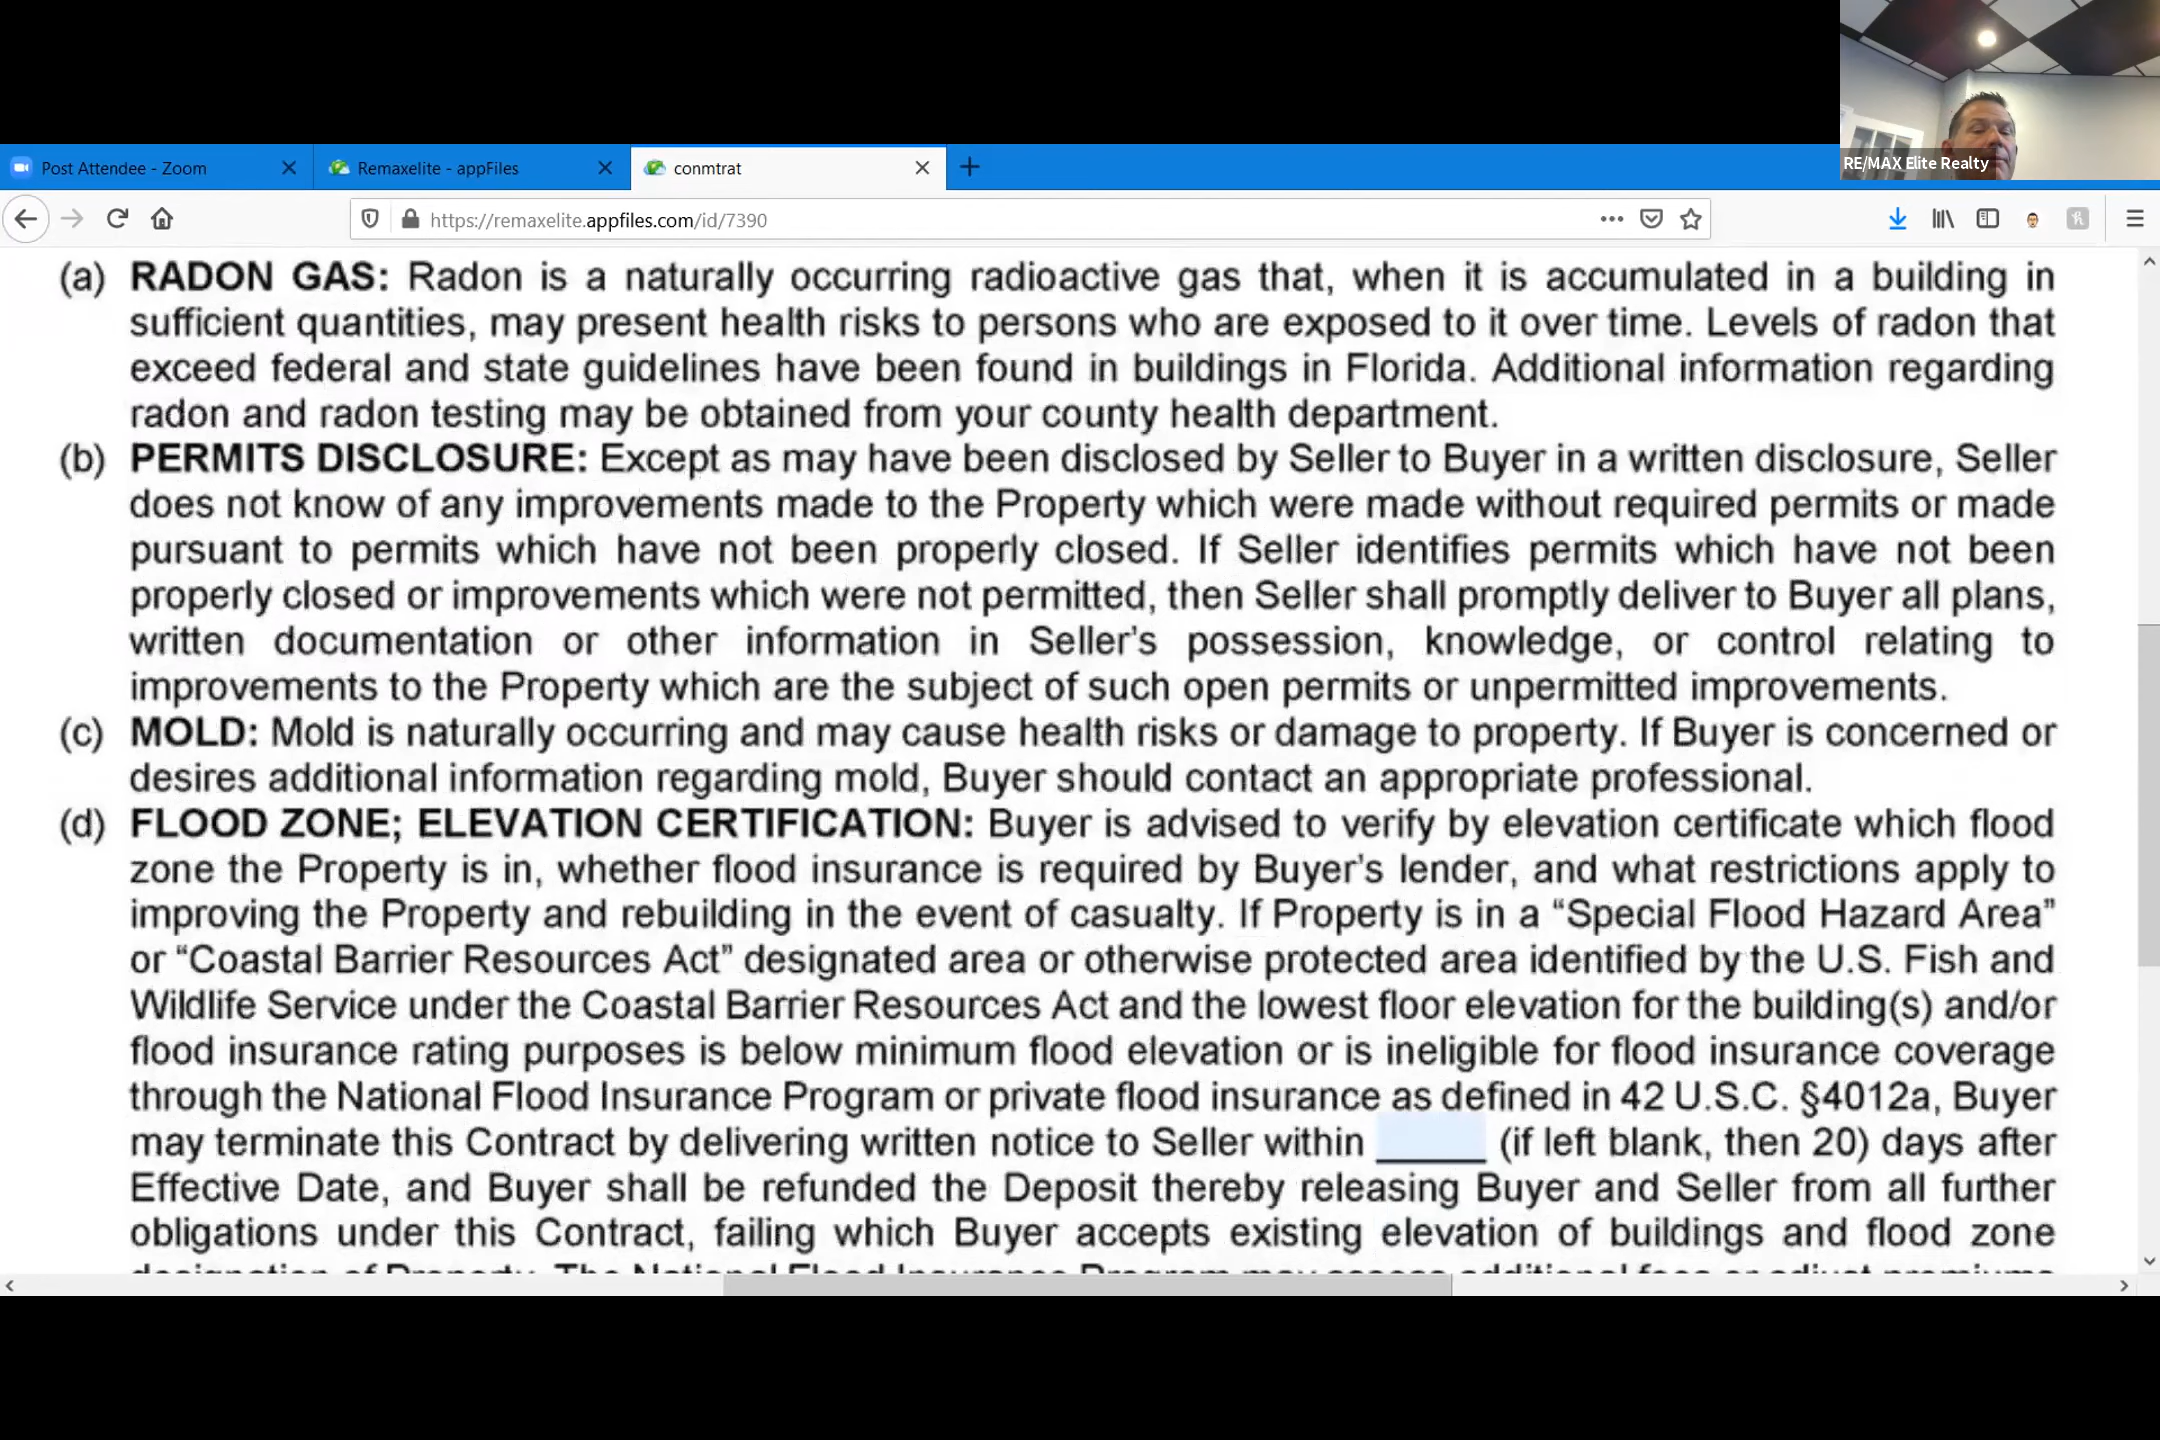 RE/MAX Elite Realty
Post Attendee - Zoom
Remaxelite - appFiles
conmtrat
https://remaxelite.appfiles.com/id/7390
(a) RADON GAS: Radon is a naturally occurring radioactive gas that, when it is accumulated in a building in
sufficient quantities, may present health risks to persons who are exposed to it over time. Levels of radon that
exceed federal and state guidelines have been found in buildings in Florida. Additional information regarding
radon and radon testing may be obtained from your county health department.
(b) PERMITS DISCLOSURE: Except as may have been disclosed by Seller to Buyer in a written disclosure, Seller
does not know of any improvements made to the Property which were made without required permits or made
pursuant to permits which have not been properly closed. If Seller identifies permits which have not been
properly closed or improvements which were not permitted, then Seller shall promptly deliver to Buyer all plans,
written documentation or other information in Seller's possession, knowledge, or control relating to
improvements to the Property which are the subject of such open permits or unpermitted improvements.
(c) MOLD: Mold is naturally occurring and may cause health risks or damage to property. If Buyer is concerned or
desires additional information regarding mold, Buyer should contact an appropriate professional.
(d) FLOOD ZONE; ELEVATION CERTIFICATION: Buyer is advised to verify by elevation certificate which flood
zone the Property is in, whether flood insurance is required by Buyer's lender, and what restrictions apply to
improving the Property and rebuilding in the event of casualty. If Property is in a “Special Flood Hazard Area”
or “Coastal Barrier Resources Act” designated area or otherwise protected area identified by the U.S. Fish and
Wildlife Service under the Coastal Barrier Resources Act and the lowest floor elevation for the building(s) and/or
flood insurance rating purposes is below minimum flood elevation or is ineligible for flood insurance coverage
through the National Flood Insurance Program or private flood insurance as defined in 42 U.S.C. §4012a, Buyer
may terminate this Contract by delivering written notice to Seller within ____ (if left blank, then 20) days after
Effective Date, and Buyer shall be refunded the Deposit thereby releasing Buyer and Seller from all further
obligations under this Contract, failing which Buyer accepts existing elevation of buildings and flood zone
designation of Property. The National Flood Insurance Program may assess additional fees or adjust premiums